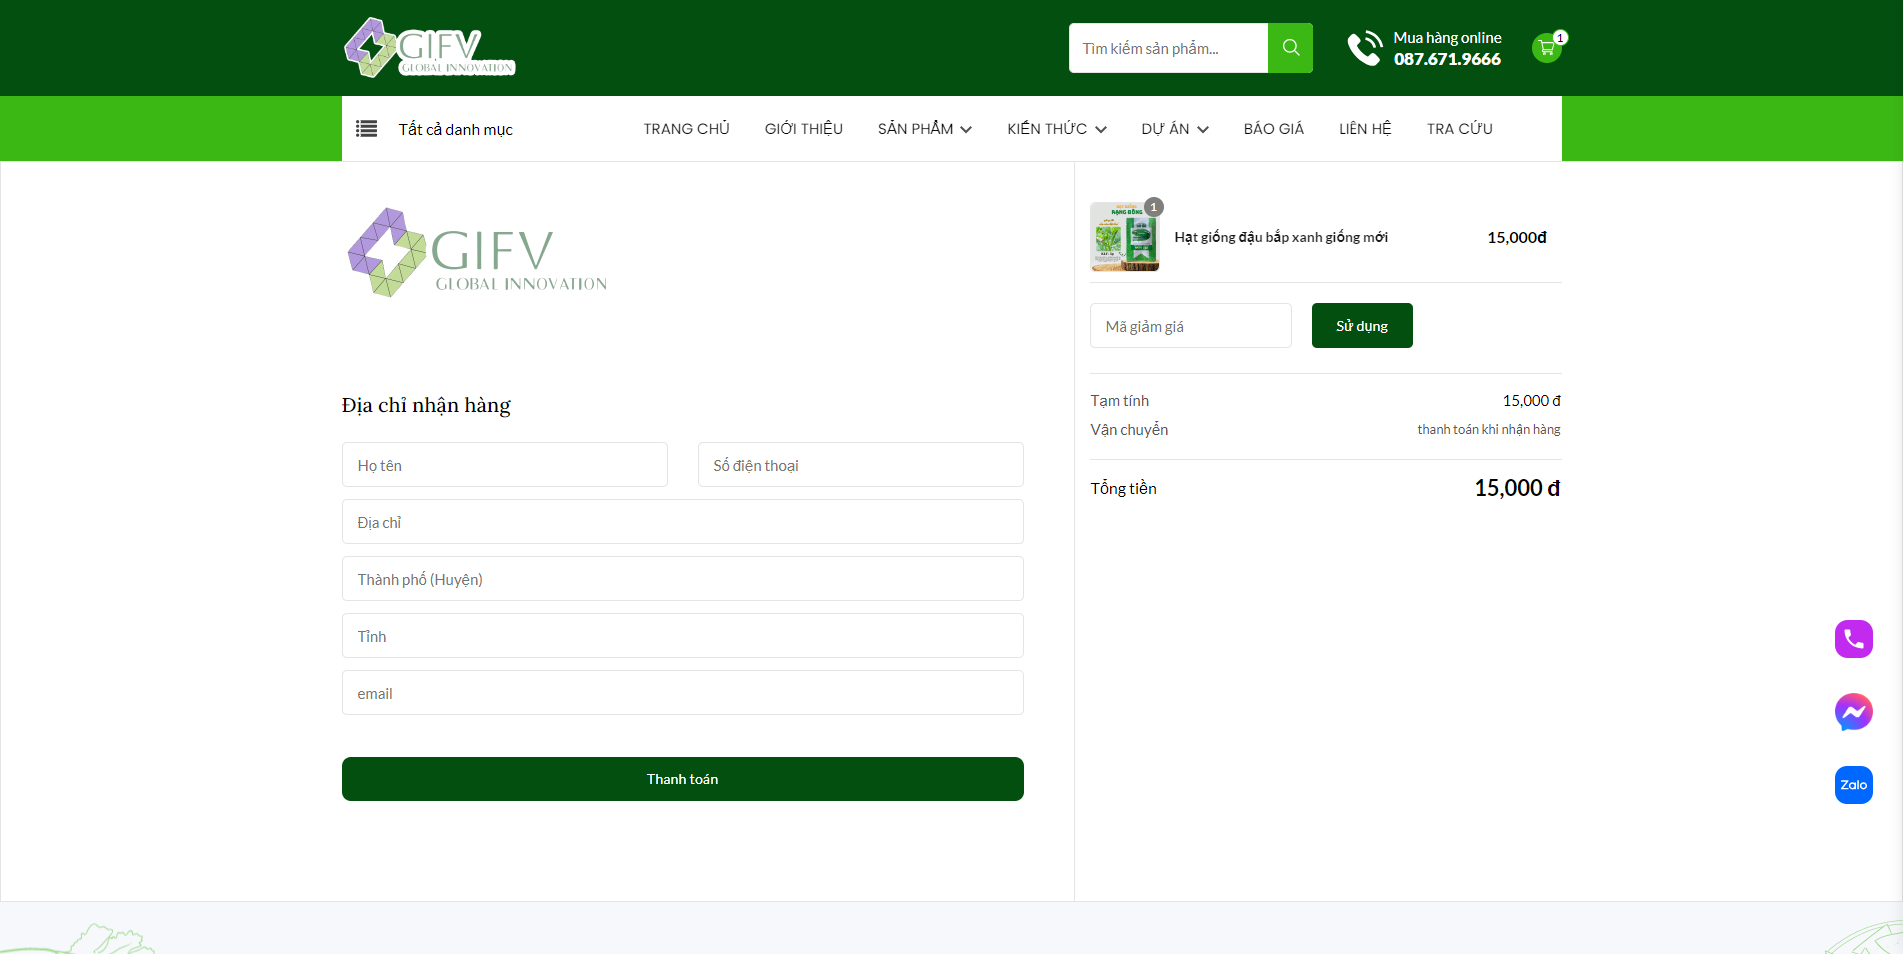 GIFV
GLOBAL INNOVATION
Tìm kiếm sản phẩm...
Mua hàng online
087.671.9666
1
Tất cả danh mục
TRANG CHỦ
GIỚI THIỆU
SẢN PHẨM
KIẾN THỨC
DỰ ÁN
BÁO GIÁ
LIÊN HỆ
TRA CỨU
GIFV
GLOBAL INNOVATION
Địa chỉ nhận hàng
Họ tên
Số điện thoại
Địa chỉ
Thành phố (Huyện)
Tỉnh
email
Thanh toán
RẠNG ĐÔNG
1
Hạt giống đậu bắp xanh giống mới
15,000đ
Mã giảm giá
Sử dụng
Tạm tính
15,000 đ
Vận chuyển
thanh toán khi nhận hàng
Tổng tiền
15,000 đ
Zalo